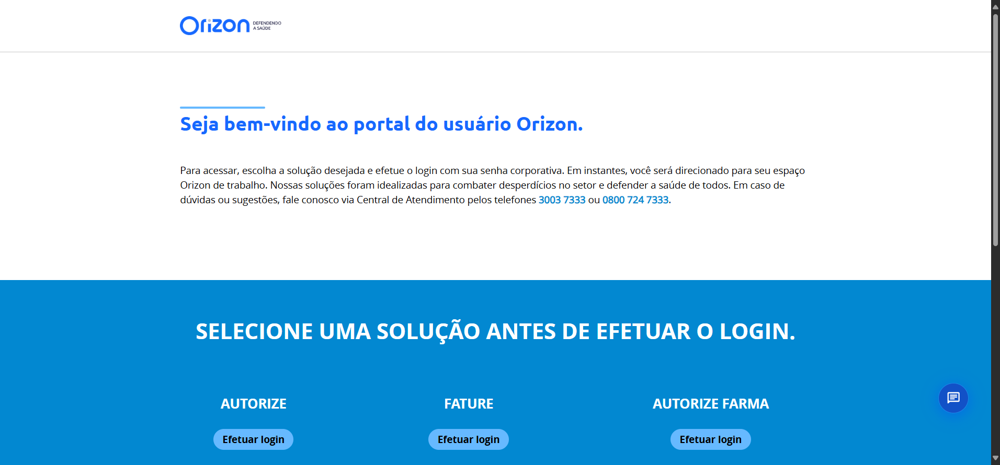 Orizon DEFENDENDO
A SAÚDE
Seja bem-vindo ao portal do usuário Orizon.
Para acessar, escolha a solução desejada e efetue o login com sua senha corporativa. Em instantes, você será direcionado para seu espaço
Orizon de trabalho. Nossas soluções foram idealizadas para combater desperdícios no setor e defender a saúde de todos. Em caso de
dúvidas ou sugestões, fale conosco via Central de Atendimento pelos telefones 3003 7333 ou 0800 724 7333.
SELECIONE UMA SOLUÇÃO ANTES DE EFETUAR O LOGIN.
AUTORIZE
FATURE
AUTORIZE FARMA
Efetuar login
Efetuar login
Efetuar login